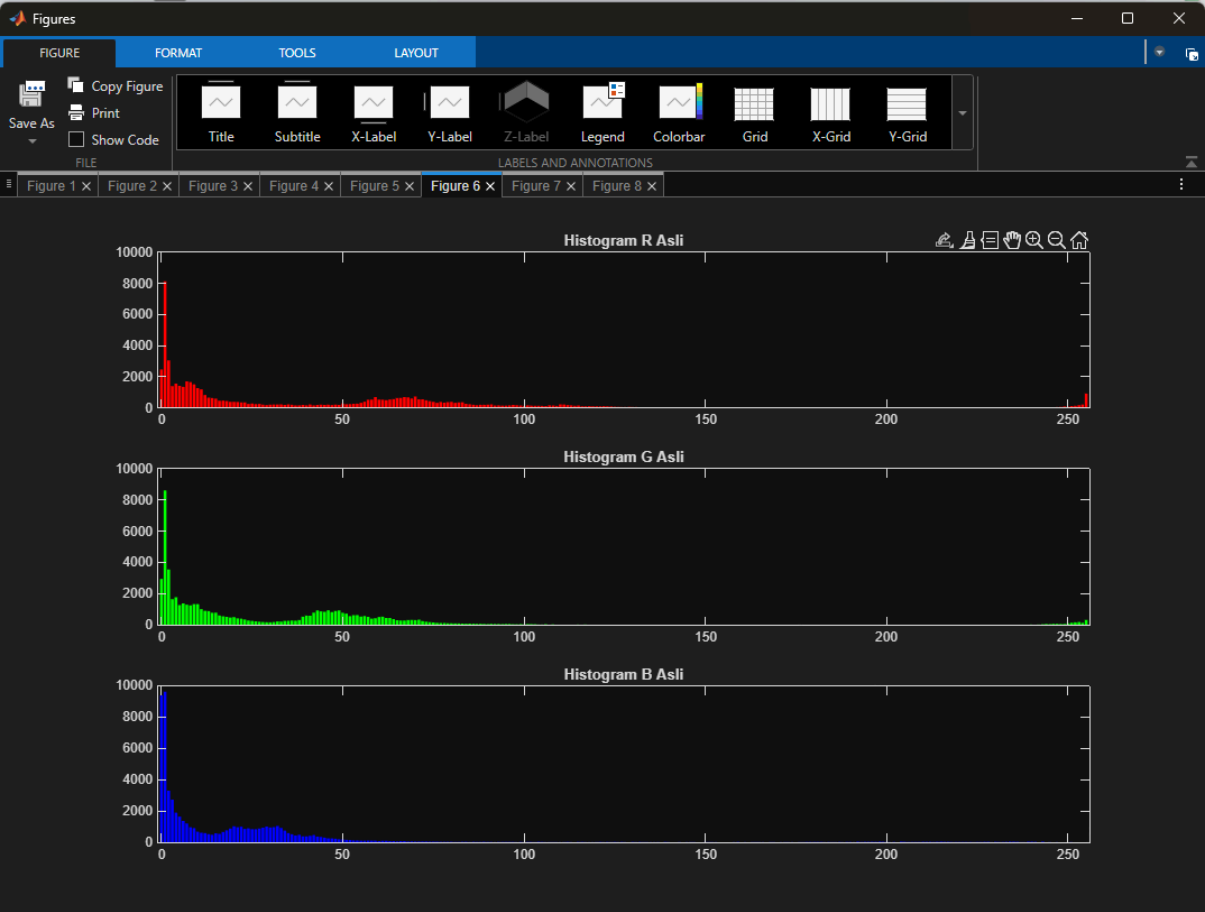 Figures
FIGURE FORMAT TOOLS LAYOUT
Save As
Copy Figure
Print
Show Code
FILE
Title Subtitle X-Label Y-Label Z-Label Legend Colorbar Grid X-Grid Y-Grid
LABELS AND ANNOTATIONS
Figure 1 Figure 2 Figure 3 Figure 4 Figure 5 Figure 6 Figure 7 Figure 8
Histogram R Asli
10000
8000
6000
4000
2000
0
0 50 100 150 200 250
Histogram G Asli
10000
8000
6000
4000
2000
0
0 50 100 150 200 250
Histogram B Asli
10000
8000
6000
4000
2000
0
0 50 100 150 200 250